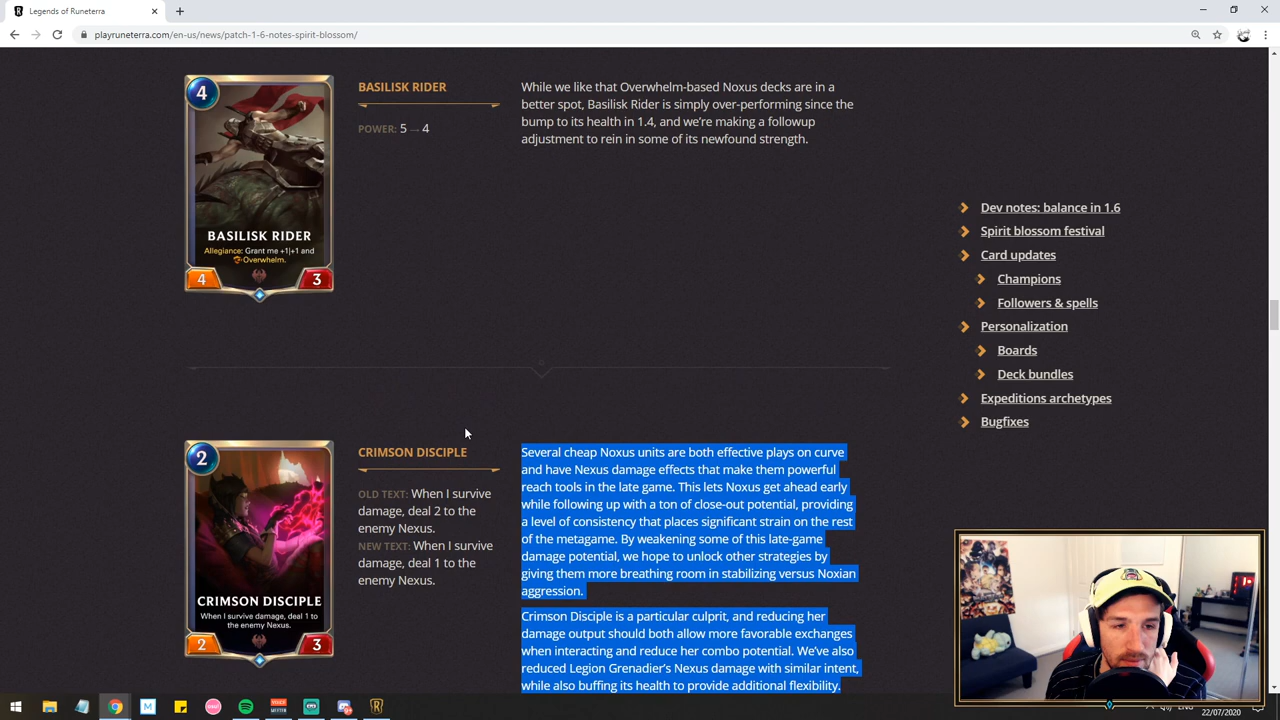 Legends of Runeterra
playruneterra.com/en-us/news/patch-1-6-notes-spirit-blossom/
4
BASILISK RIDER
Allegiance: Grant me +1|+1 and
Overwhelm.
4
3
BASILISK RIDER
POWER: 5 → 4
While we like that Overwhelm-based Noxus decks are in a
better spot, Basilisk Rider is simply over-performing since the
bump to its health in 1.4, and we're making a followup
adjustment to rein in some of its newfound strength.
Dev notes: balance in 1.6
Spirit blossom festival
Card updates
Champions
Followers & spells
Personalization
Boards
Deck bundles
Expeditions archetypes
Bugfixes
2
CRIMSON DISCIPLE
When I survive damage, deal 1 to
the enemy Nexus.
2
3
CRIMSON DISCIPLE
OLD TEXT: When I survive
damage, deal 2 to the
enemy Nexus.
NEW TEXT: When I survive
damage, deal 1 to the
enemy Nexus.
Several cheap Noxus units are both effective plays on curve
and have Nexus damage effects that make them powerful
reach tools in the late game. This lets Noxus get ahead early
while following up with a ton of close-out potential, providing
a level of consistency that places significant strain on the rest
of the metagame. By weakening some of this late-game
damage potential, we hope to unlock other strategies by
giving them more breathing room in stabilizing versus Noxian
aggression.
Crimson Disciple is a particular culprit, and reducing her
damage output should both allow more favorable exchanges
when interacting and reduce her combo potential. We've also
reduced Legion Grenadier's Nexus damage with similar intent,
while also buffing its health to provide additional flexibility.
22/07/2020